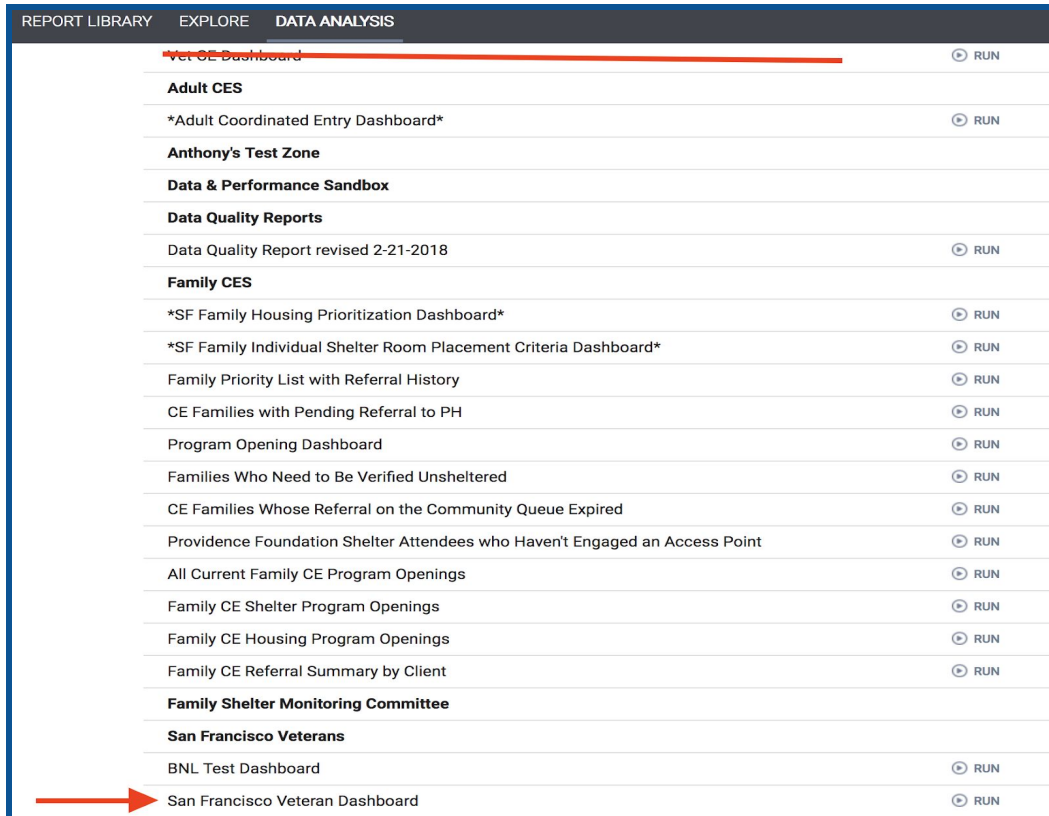 REPORT LIBRARY EXPLORE DATA ANALYSIS
Vet CE Dashboard RUN
Adult CES
*Adult Coordinated Entry Dashboard* RUN
Anthony's Test Zone
Data & Performance Sandbox
Data Quality Reports
Data Quality Report revised 2-21-2018 RUN
Family CES
*SF Family Housing Prioritization Dashboard* RUN
*SF Family Individual Shelter Room Placement Criteria Dashboard* RUN
Family Priority List with Referral History RUN
CE Families with Pending Referral to PH RUN
Program Opening Dashboard RUN
Families Who Need to Be Verified Unsheltered RUN
CE Families Whose Referral on the Community Queue Expired RUN
Providence Foundation Shelter Attendees who Haven't Engaged an Access Point RUN
All Current Family CE Program Openings RUN
Family CE Shelter Program Openings RUN
Family CE Housing Program Openings RUN
Family CE Referral Summary by Client RUN
Family Shelter Monitoring Committee
San Francisco Veterans
BNL Test Dashboard RUN
San Francisco Veteran Dashboard RUN